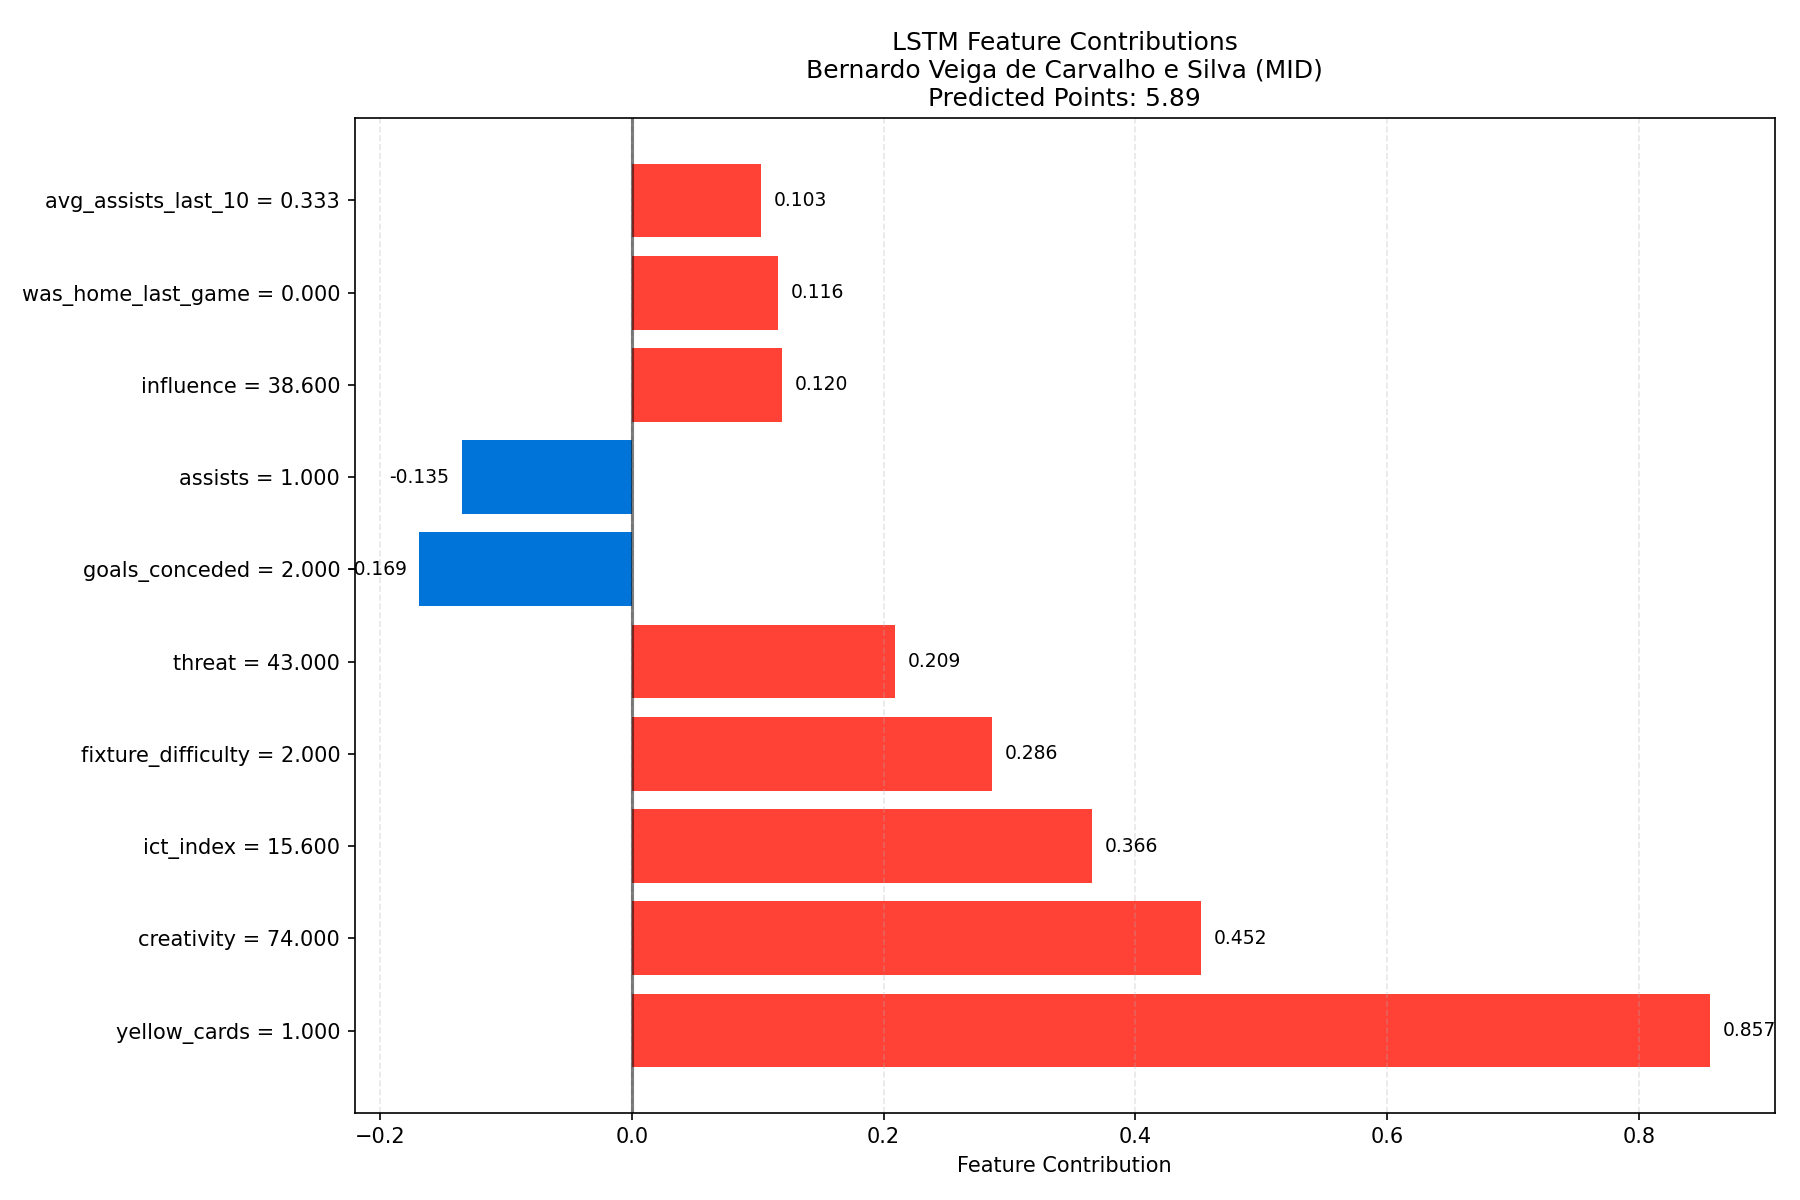 LSTM Feature Contributions
Bernardo Veiga de Carvalho e Silva (MID)
Predicted Points: 5.89
avg_assists_last_10 = 0.333
0.103
was_home_last_game = 0.000
0.116
influence = 38.600
0.120
assists = 1.000
-0.135
goals_conceded = 2.000
-0.169
threat = 43.000
0.209
fixture_difficulty = 2.000
0.286
ict_index = 15.600
0.366
creativity = 74.000
0.452
yellow_cards = 1.000
0.857
−0.2 0.0 0.2 0.4 0.6 0.8
Feature Contribution